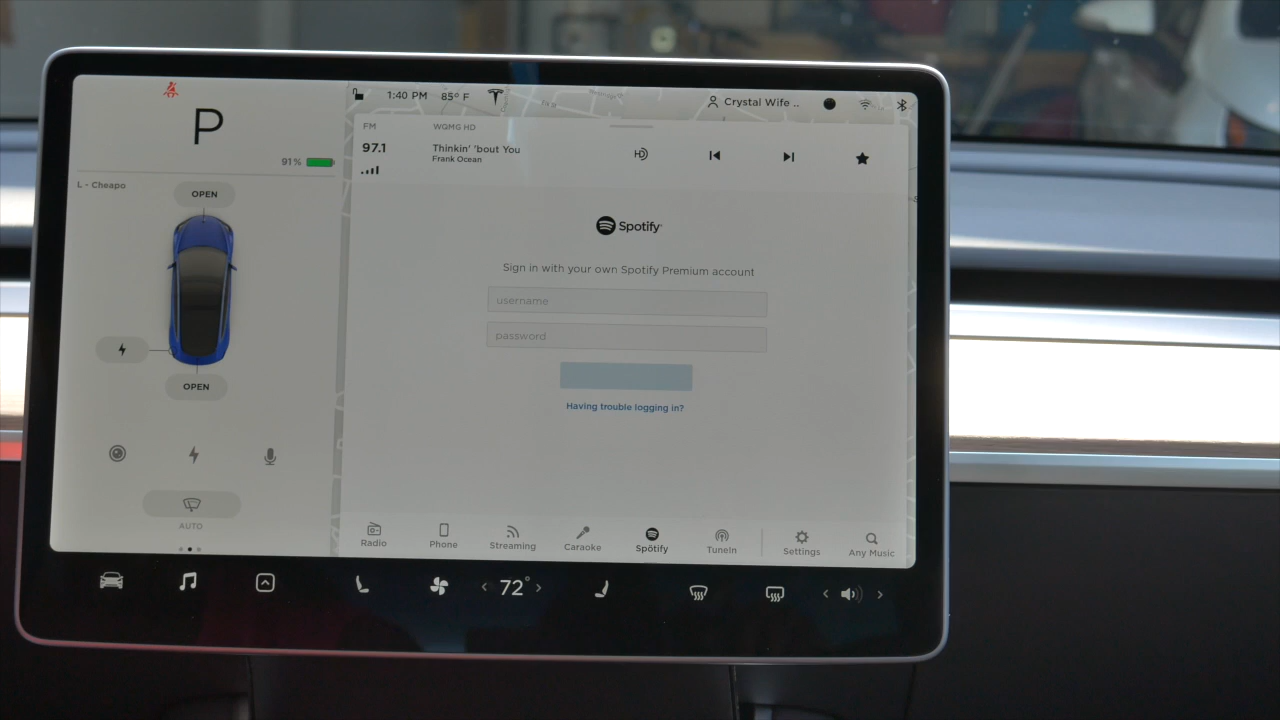 P
91%
L - Cheapo
OPEN
OPEN
AUTO
1:40 PM
85° F
Crystal Wife ..
FM
WGMG HD
97.1
Thinkin' 'bout You
Frank Ocean
HD
Spotify
Sign in with your own Spotify Premium account
username
password
Having trouble logging in?
Radio
Phone
Streaming
Caraoke
Spotify
TuneIn
Settings
Any Music
72°